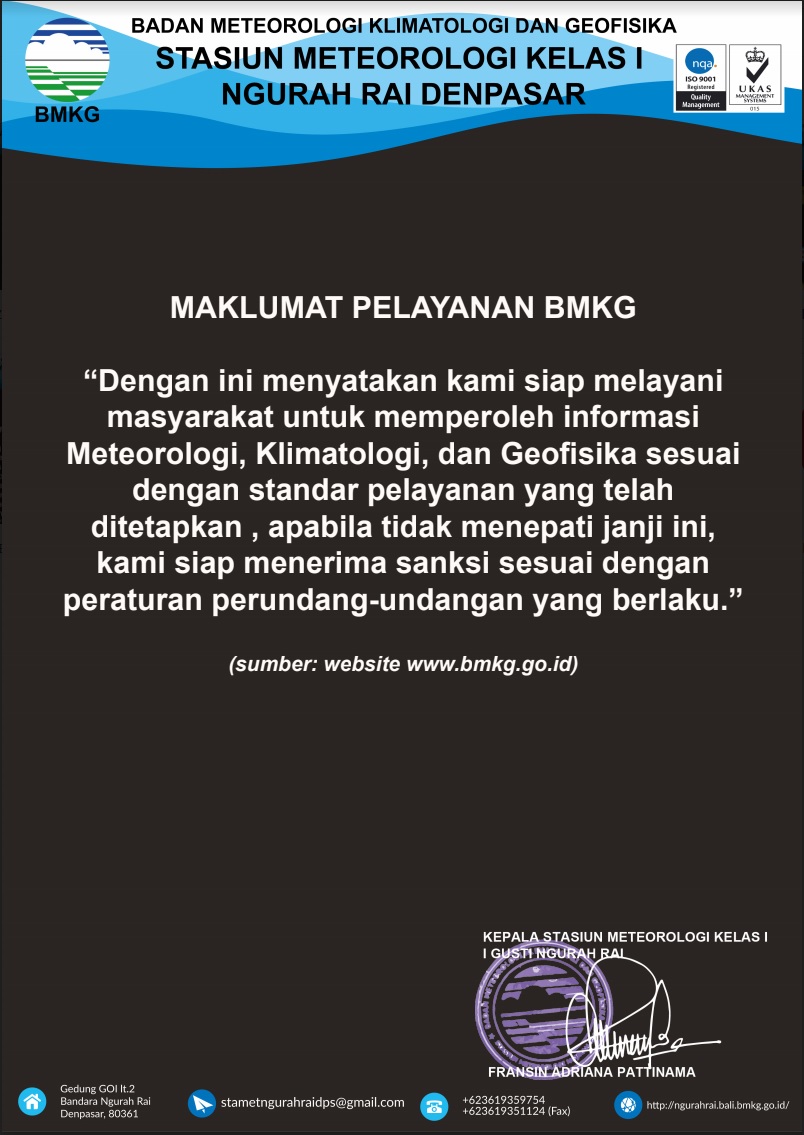 BADAN METEOROLOGI KLIMATOLOGI DAN GEOFISIKA
STASIUN METEOROLOGI KELAS I
NGURAH RAI DENPASAR
BMKG
nqa.
ISO 9001
Registered
Quality
Management
UKAS
MANAGEMENT
SYSTEMS
015
MAKLUMAT PELAYANAN BMKG
“Dengan ini menyatakan kami siap melayani
masyarakat untuk memperoleh informasi
Meteorologi, Klimatologi, dan Geofisika sesuai
dengan standar pelayanan yang telah
ditetapkan , apabila tidak menepati janji ini,
kami siap menerima sanksi sesuai dengan
peraturan perundang-undangan yang berlaku.”
(sumber: website www.bmkg.go.id)
KEPALA STASIUN METEOROLOGI KELAS I
I GUSTI NGURAH RAI
FRANSIN ADRIANA PATTINAMA
Gedung GOI lt.2
Bandara Ngurah Rai
Denpasar, 80361
stametngurahraidps@gmail.com
+623619359754
+623619351124 (Fax)
http://ngurahrai.bali.bmkg.go.id/